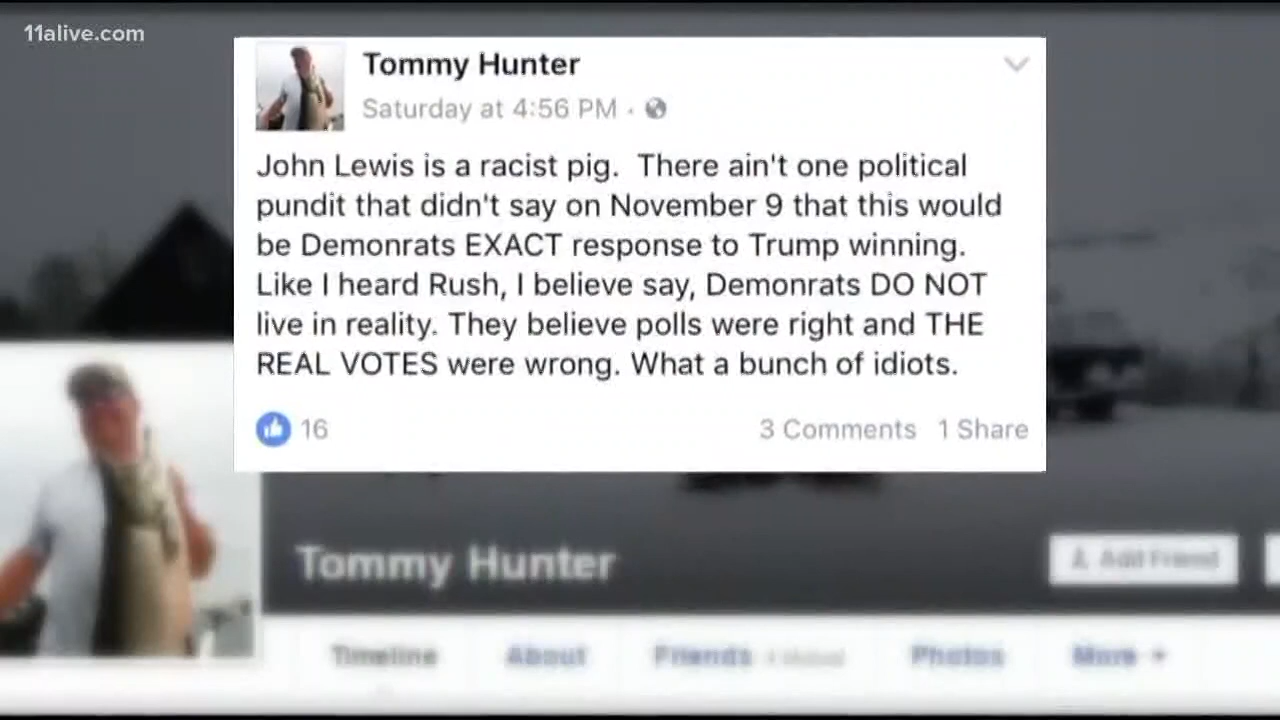 11alive.com
Tommy Hunter
Saturday at 4:56 PM ·
John Lewis is a racist pig.  There ain't one political
pundit that didn't say on November 9 that this would
be Demonrats EXACT response to Trump winning.
Like I heard Rush, I believe say, Demonrats DO NOT
live in reality. They believe polls were right and THE
REAL VOTES were wrong. What a bunch of idiots.
16
3 Comments 1 Share
Tommy Hunter
Add Friend
Timeline About Friends Photos More